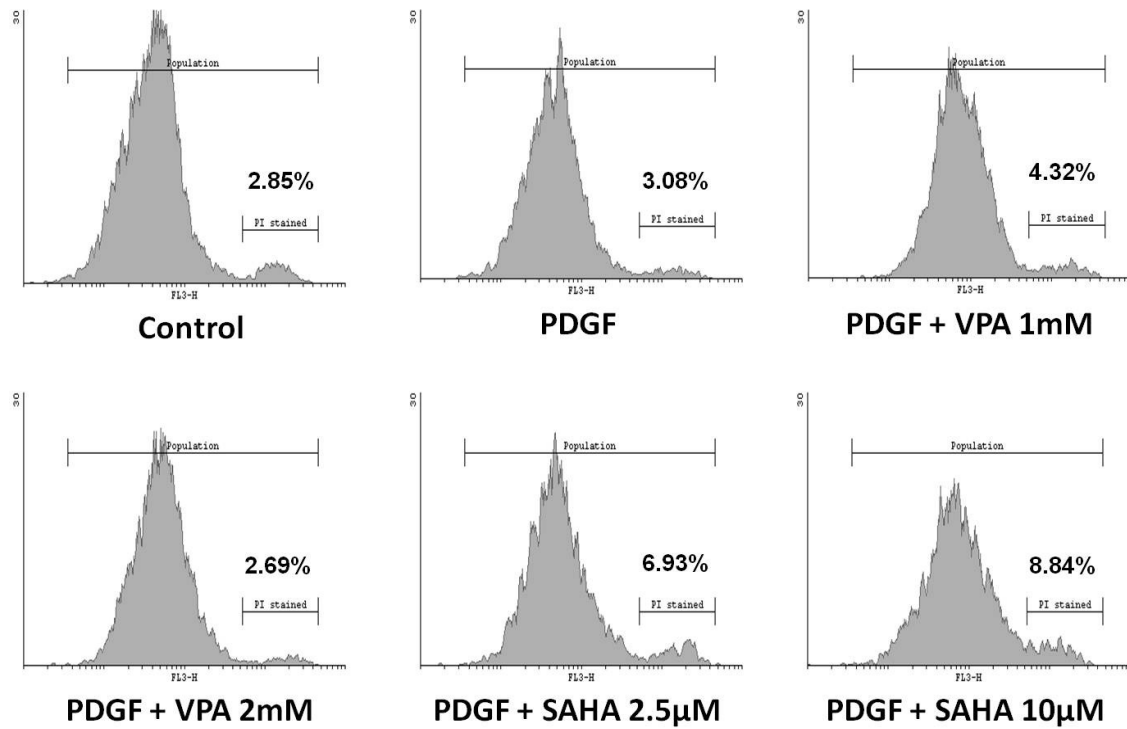 30
Population
2.85%
PI stained
FL3-H
Control
30
Population
3.08%
PI stained
FL3-H
PDGF
30
Population
4.32%
PI stained
FL3-H
PDGF + VPA 1mM
30
Population
2.69%
PI stained
FL3-H
PDGF + VPA 2mM
30
Population
6.93%
PI stained
FL3-H
PDGF + SAHA 2.5µM
30
Population
8.84%
PI stained
FL3-H
PDGF + SAHA 10µM